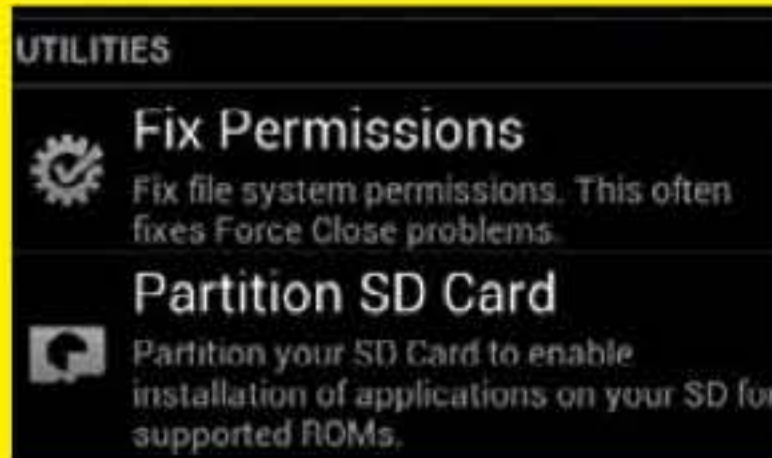 UTILITIES
Fix Permissions
Fix file system permissions. This often
fixes Force Close problems.
Partition SD Card
Partition your SD Card to enable
installation of applications on your SD for
supported ROMs.